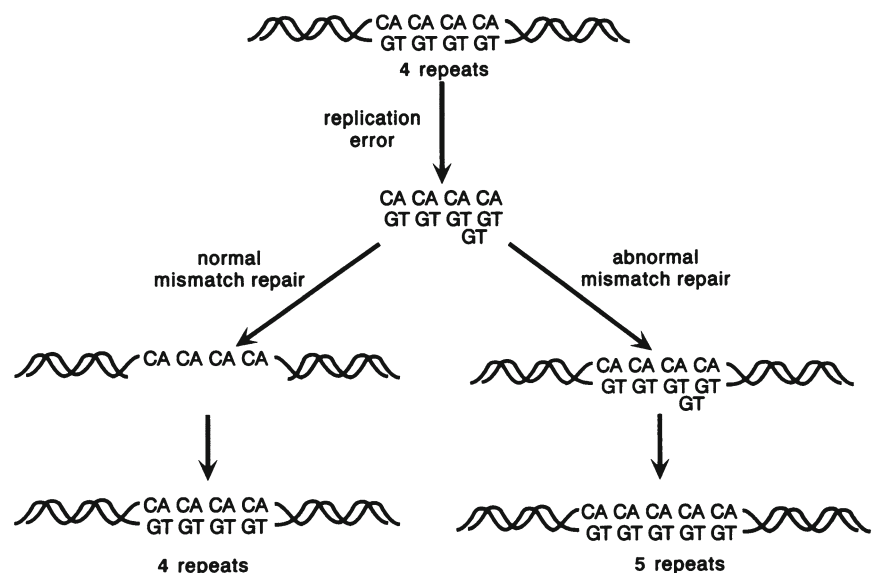 CA CA CA CA
GT GT GT GT
4 repeats
replication
error
CA CA CA CA
GT GT GT GT
GT
normal
mismatch repair
abnormal
mismatch repair
CA CA CA CA
CA CA CA CA
GT GT GT GT
GT
CA CA CA CA
GT GT GT GT
4 repeats
CA CA CA CA CA
GT GT GT GT GT
5 repeats